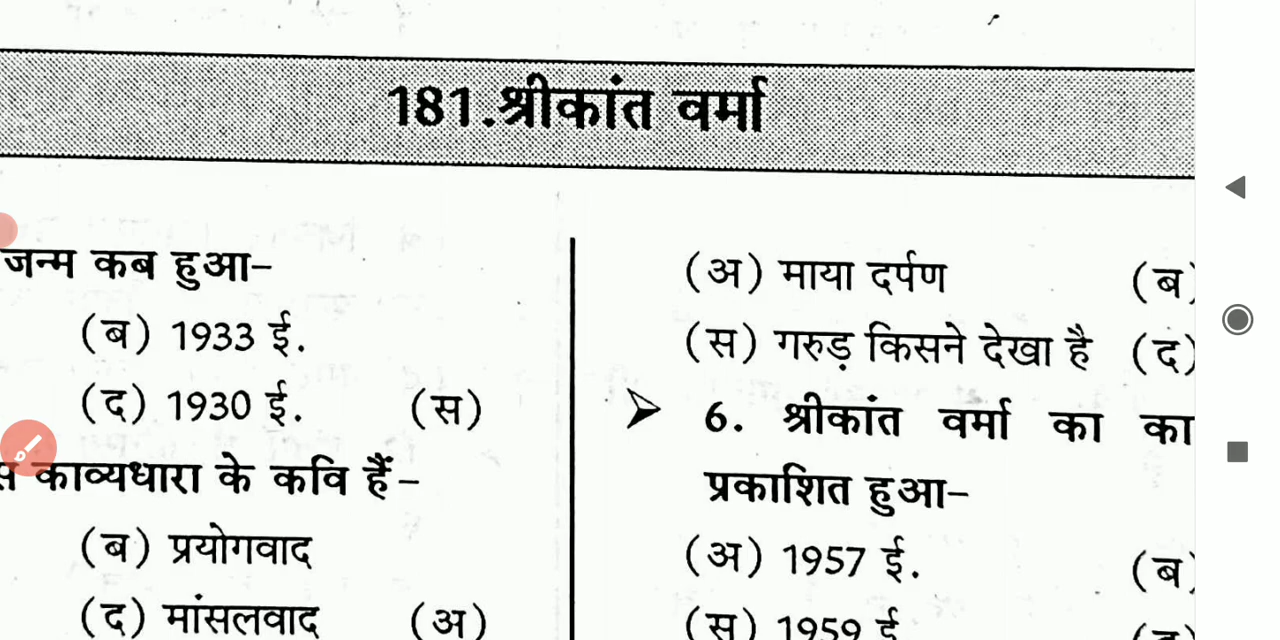 181.श्रीकांत वर्मा
जन्म कब हुआ-
(ब) 1933 ई.
(द) 1930 ई. (स)
काव्यधारा के कवि हैं-
(ब) प्रयोगवाद
(द) मांसलवाद (अ)
(अ) माया दर्पण (ब)
(स) गरुड़ किसने देखा है (द)
6. श्रीकांत वर्मा का का
प्रकाशित हुआ-
(अ) 1957 ई. (ब)
(स) 1959 ई